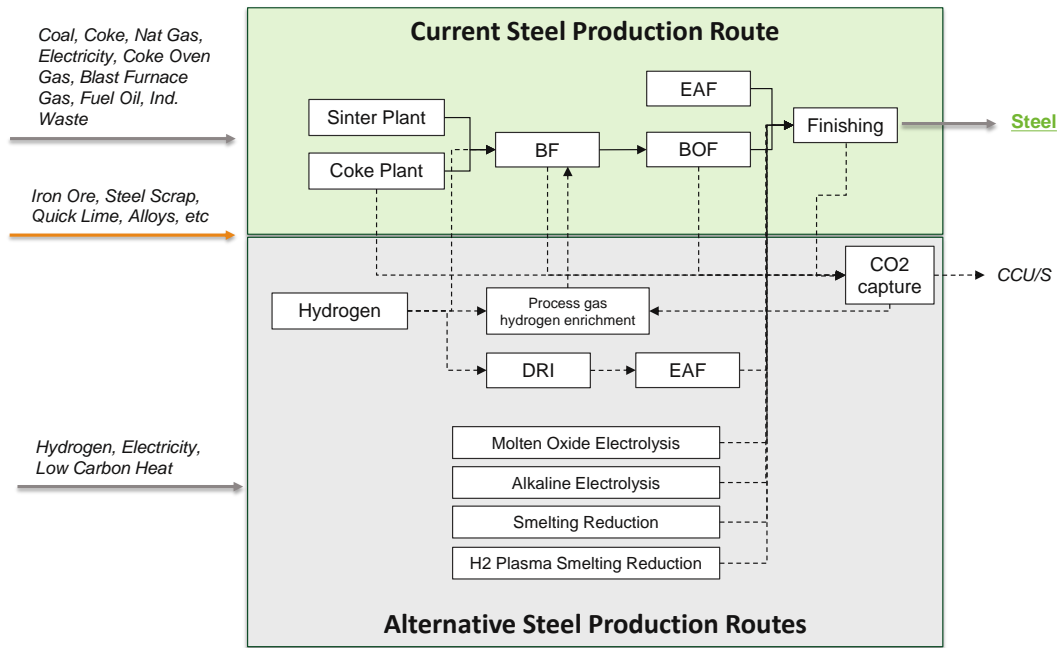 Coal, Coke, Nat Gas,
Electricity, Coke Oven
Gas, Blast Furnace
Gas, Fuel Oil, Ind.
Waste
Iron Ore, Steel Scrap,
Quick Lime, Alloys, etc
Hydrogen, Electricity,
Low Carbon Heat
Current Steel Production Route
Sinter Plant
Coke Plant
BF
EAF
BOF
Finishing
Steel
CO2
capture
CCU/S
Hydrogen
Process gas
hydrogen enrichment
DRI
EAF
Molten Oxide Electrolysis
Alkaline Electrolysis
Smelting Reduction
H2 Plasma Smelting Reduction
Alternative Steel Production Routes